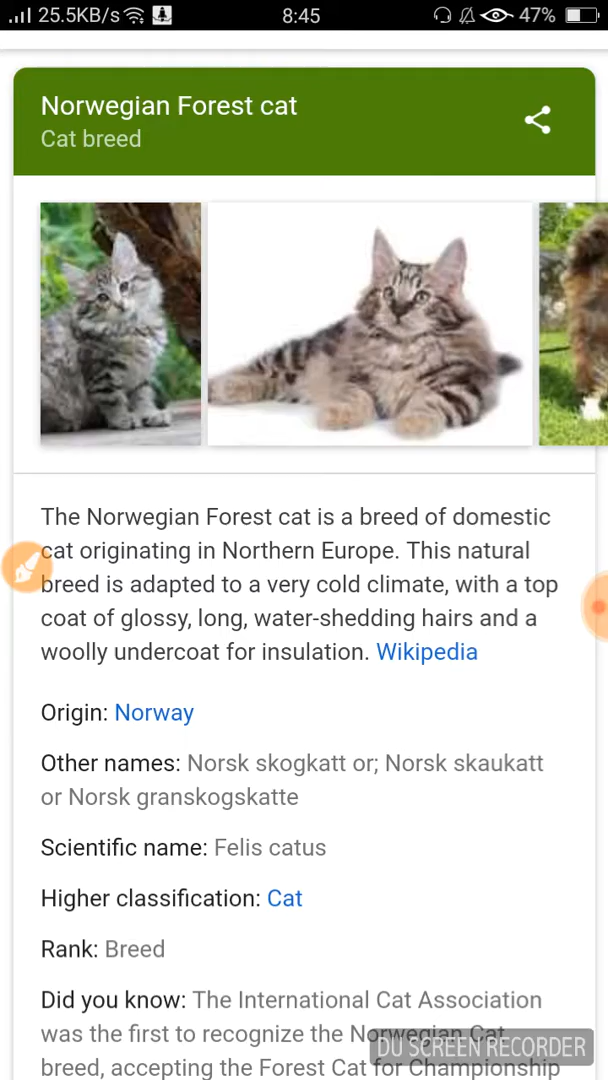 25.5KB/s 8:45 47%
Norwegian Forest cat
Cat breed
The Norwegian Forest cat is a breed of domestic
cat originating in Northern Europe. This natural
breed is adapted to a very cold climate, with a top
coat of glossy, long, water-shedding hairs and a
woolly undercoat for insulation. Wikipedia
Origin: Norway
Other names: Norsk skogkatt or; Norsk skaukatt
or Norsk granskogskatte
Scientific name: Felis catus
Higher classification: Cat
Rank: Breed
Did you know: The International Cat Association
was the first to recognize the Norwegian Cat
breed, accepting the Forest Cat for Championship
DU SCREEN RECORDER